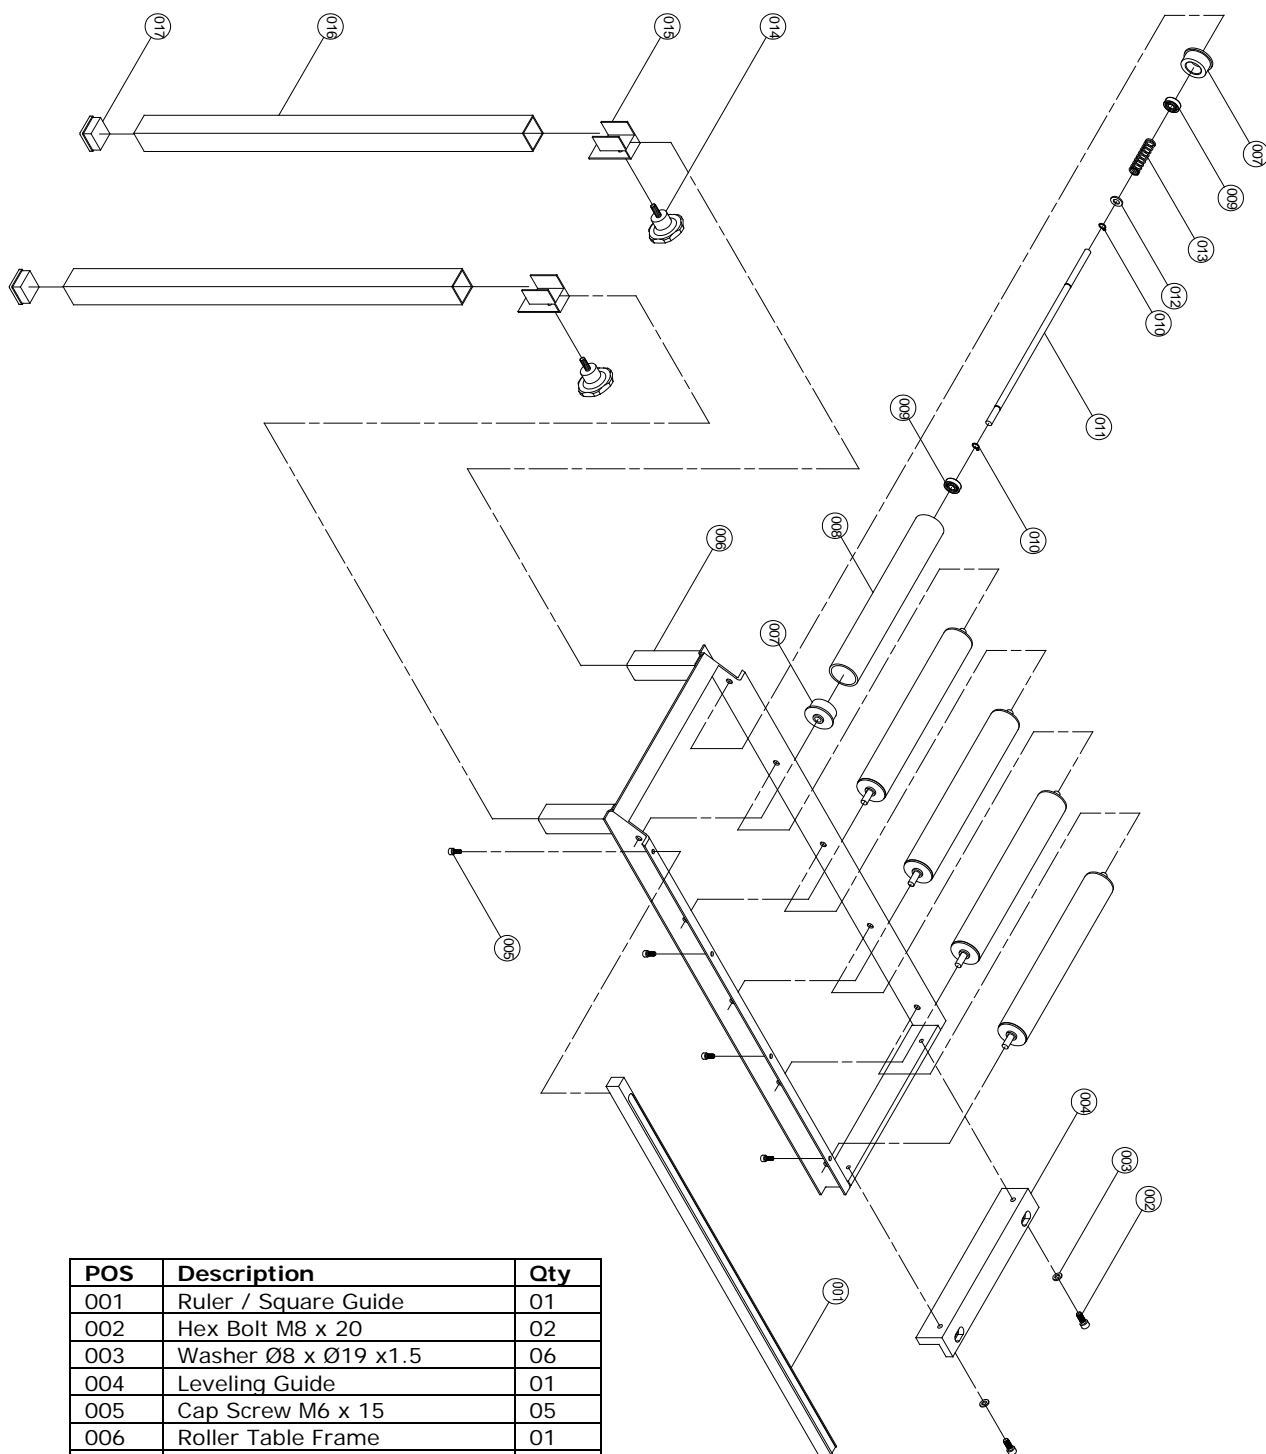 017
016
015
014
007
009
013
012
010
011
009
010
008
006
007
005
004
003
002
001
POS Description Qty
001 Ruler / Square Guide 01
002 Hex Bolt M8 x 20 02
003 Washer Ø8 x Ø19 x1.5 06
004 Leveling Guide 01
005 Cap Screw M6 x 15 05
006 Roller Table Frame 01